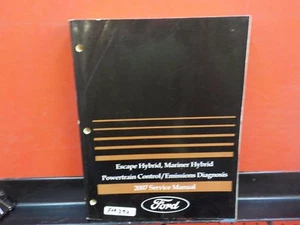 Escape Hybrid, Mariner Hybrid
Powertrain Control/Emissions Diagnosis
2007 Service Manual
Ford